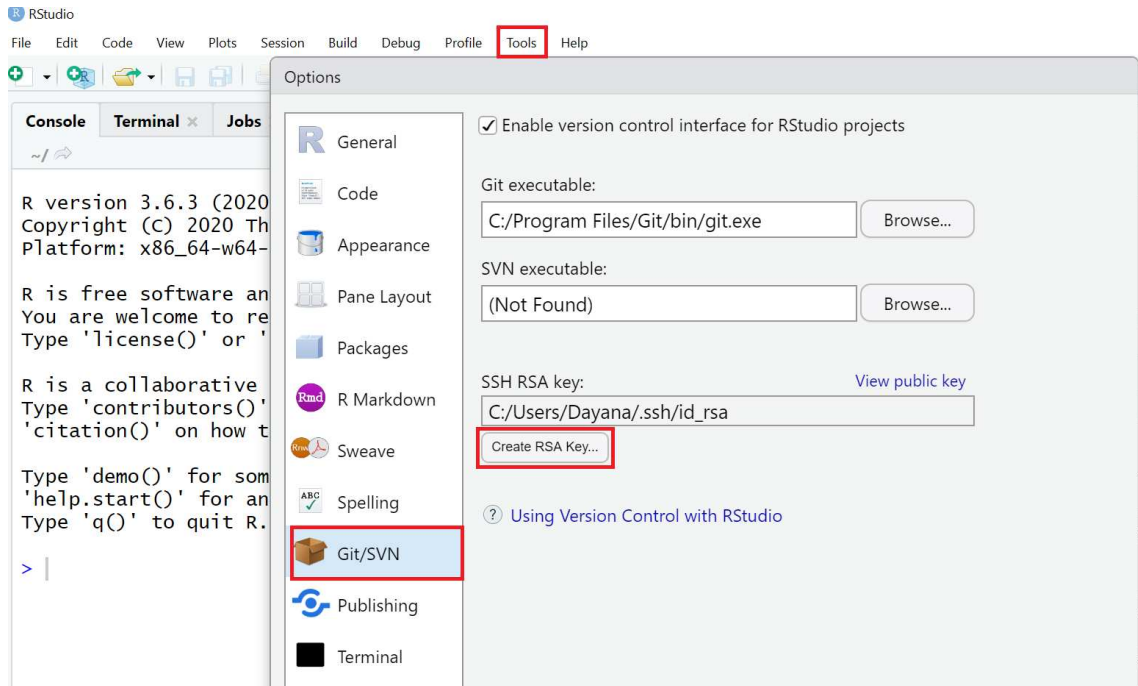 RStudio
File Edit Code View Plots Session Build Debug Profile Tools Help
Options
Console Terminal Jobs
~/
R version 3.6.3 (2020
Copyright (C) 2020 Th
Platform: x86_64-w64-
R is free software an
You are welcome to re
Type 'license()' or '
R is a collaborative
Type 'contributors()'
'citation()' on how t
Type 'demo()' for som
'help.start()' for an
Type 'q()' to quit R.
>
R General
Code
Appearance
Pane Layout
Packages
Rmd R Markdown
Rnw Sweave
ABC Spelling
Git/SVN
Publishing
Terminal
Enable version control interface for RStudio projects
Git executable:
C:/Program Files/Git/bin/git.exe Browse...
SVN executable:
(Not Found) Browse...
SSH RSA key: View public key
C:/Users/Dayana/.ssh/id_rsa
Create RSA Key...
? Using Version Control with RStudio